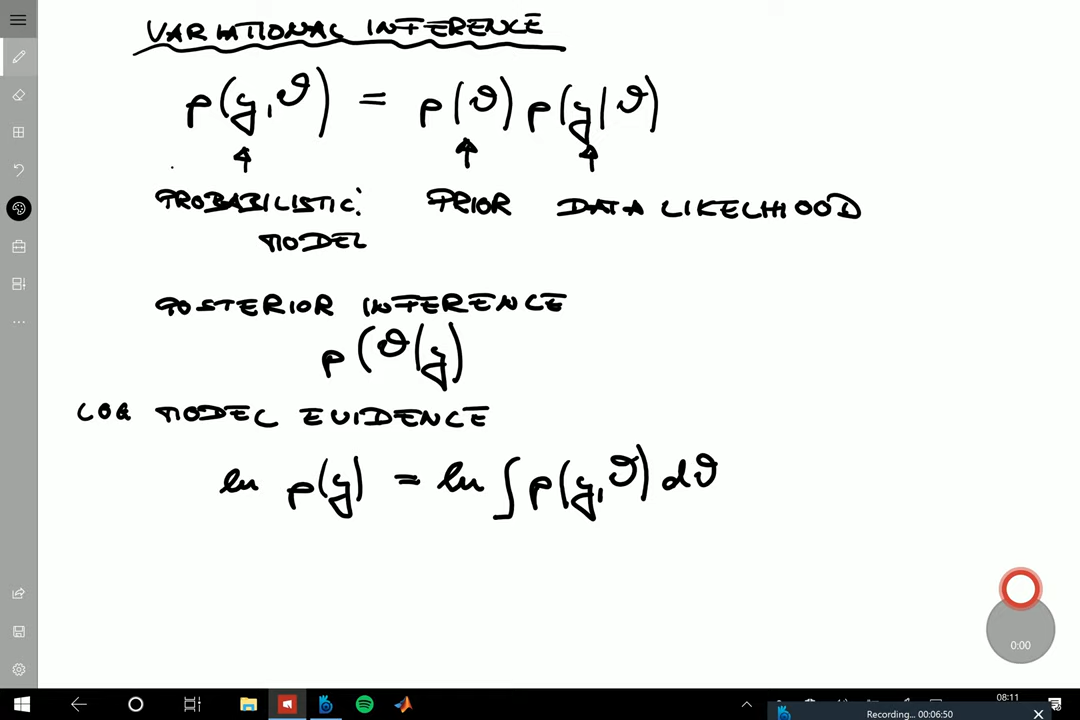 VARIATIONAL INFERENCE
p(y,ϑ) = p(ϑ) p(y|ϑ)
↑ ↑ ↑
PROBABILISTIC: PRIOR DATA LIKELIHOOD
MODEL
POSTERIOR INFERENCE
p(ϑ|y)
LOG MODEL EVIDENCE
ln p(y) = ln ∫ p(y,ϑ) dϑ
0:00
08:11
Recording... 00:06:50